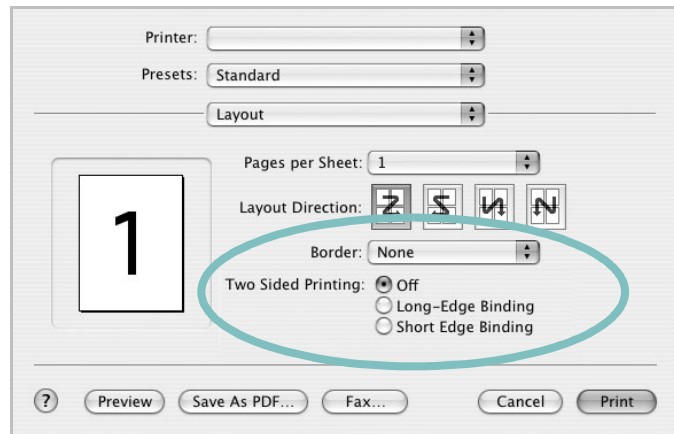 Printer:
Presets: Standard
Layout
Pages per Sheet: 1
Layout Direction:
1
Border: None
Two Sided Printing: Off
Long-Edge Binding
Short Edge Binding
? Preview Save As PDF... Fax... Cancel Print